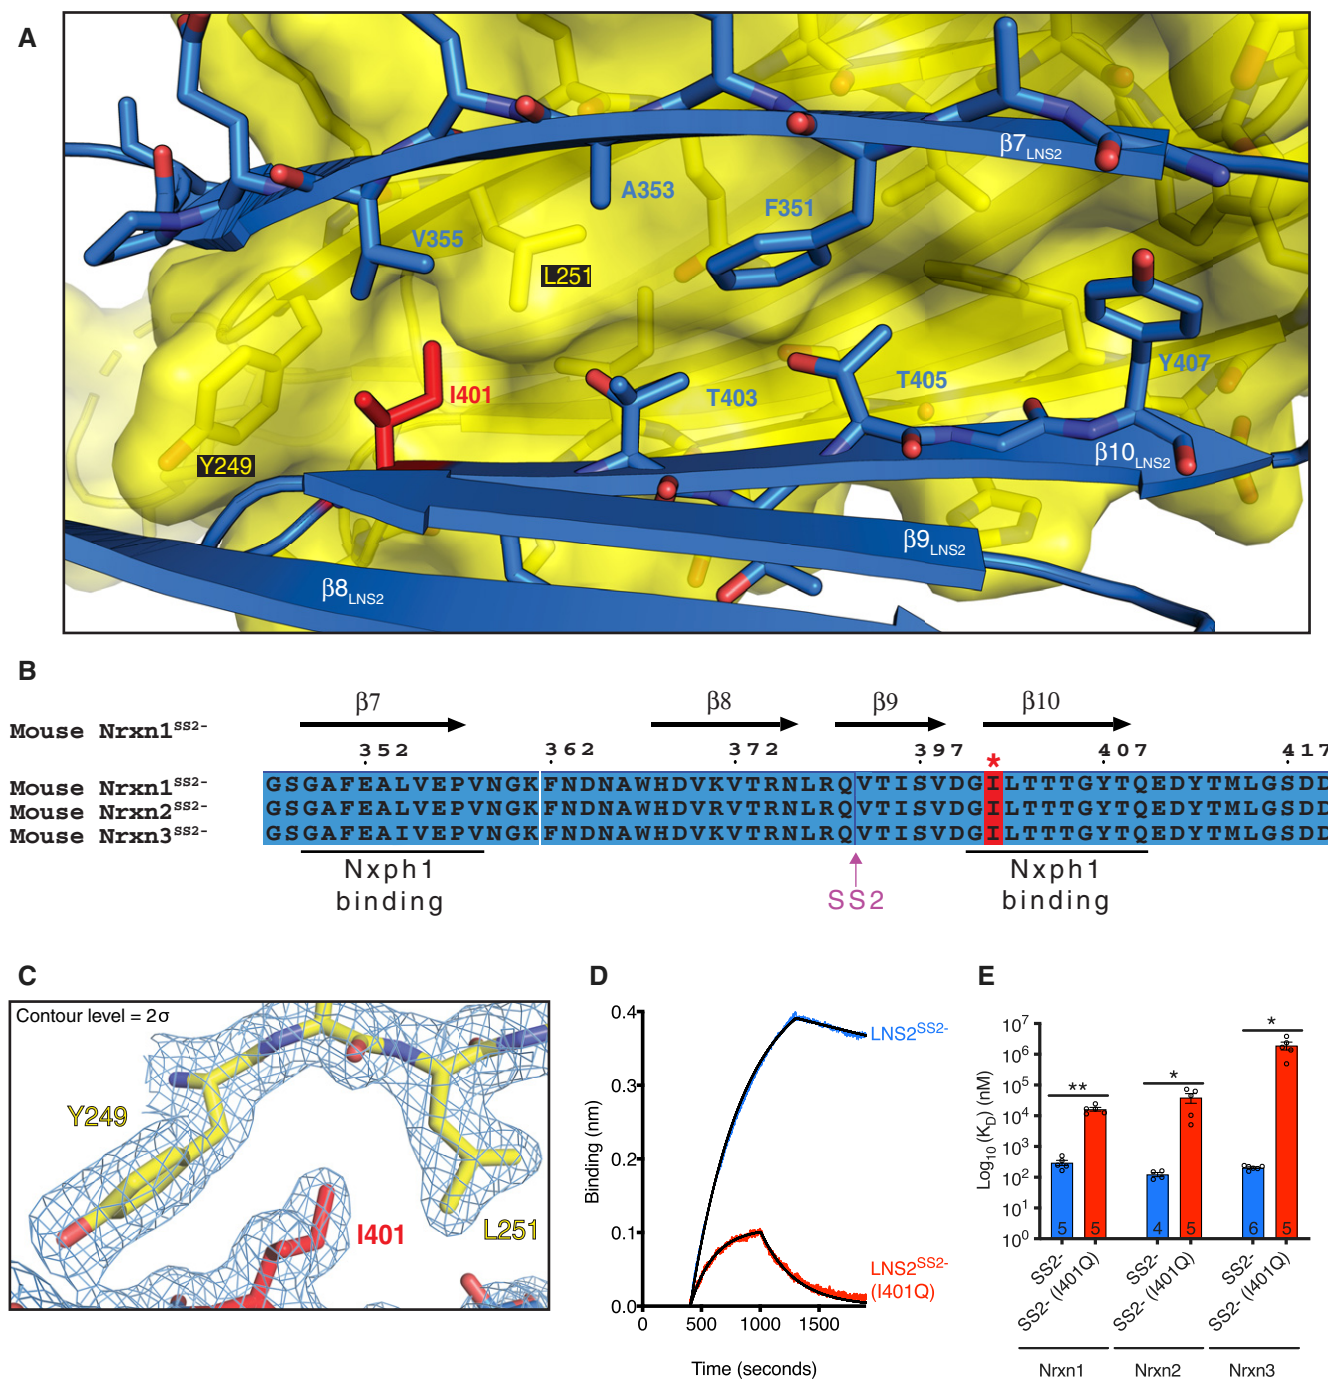 A
β7LNS2
A353
F351
V355
L251
I401
T403
T405
Y407
Y249
β10LNS2
β9LNS2
β8LNS2
B
β7 β8 β9 β10
Mouse Nrxn1SS2-
352 362 372 397 407 417
*
Mouse Nrxn1SS2- GSGAFEALVEPVNGKFNDNAWHDVKVTRNLRQVTISVDGILTTTGYTQEDYTMLGSDD
Mouse Nrxn2SS2- GSGAFEALVEPVNGKFNDNAWHDVRVTRNLRQVTISVDGILTTTGYTQEDYTMLGSDD
Mouse Nrxn3SS2- GSGAFEAIVEPVNGKFNDNAWHDVKVTRNLRQVTISVDGILTTTGYTQEDYTMLGSDD
Nxph1 binding
SS2
Nxph1 binding
C
Contour level = 2σ
Y249
I401
L251
D
Binding (nm)
0.4
0.3
0.2
0.1
0.0
0 500 1000 1500
Time (seconds)
LNS2SS2-
LNS2SS2-
(I401Q)
E
Log10(KD) (nM)
10⁷
10⁶
10⁵
10⁴
10³
10²
10¹
10⁰
** * *
5 5 4 5 6 5
SS2- SS2- (I401Q) SS2- SS2- (I401Q) SS2- SS2- (I401Q)
Nrxn1 Nrxn2 Nrxn3